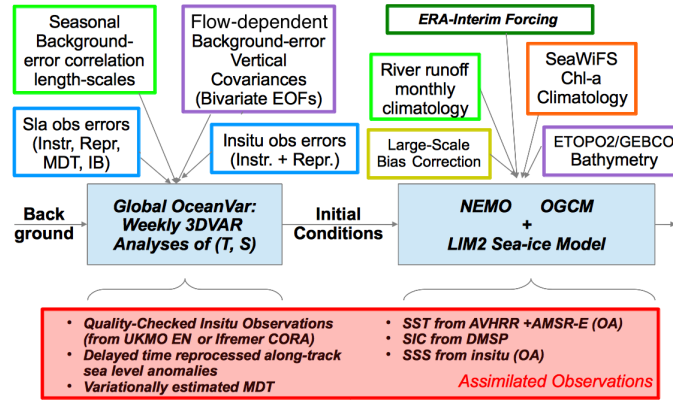 Seasonal
Background-
error correlation
length-scales
Flow-dependent
Background-error
Vertical
Covariances
(Bivariate EOFs)
ERA-Interim Forcing
River runoff
monthly
climatology
SeaWiFS
Chl-a
Climatology
Sla obs errors
(Instr, Repr,
MDT, IB)
Insitu obs errors
(Instr. + Repr.)
Large-Scale
Bias Correction
ETOPO2/GEBCO
Bathymetry
Back
ground
Global OceanVar:
Weekly 3DVAR
Analyses of (T, S)
Initial
Conditions
NEMO OGCM
+
LIM2 Sea-ice Model
• Quality-Checked Insitu Observations
(from UKMO EN or Ifremer CORA)
• Delayed time reprocessed along-track
sea level anomalies
• Variationally estimated MDT
• SST from AVHRR +AMSR-E (OA)
• SIC from DMSP
• SSS from insitu (OA)
Assimilated Observations